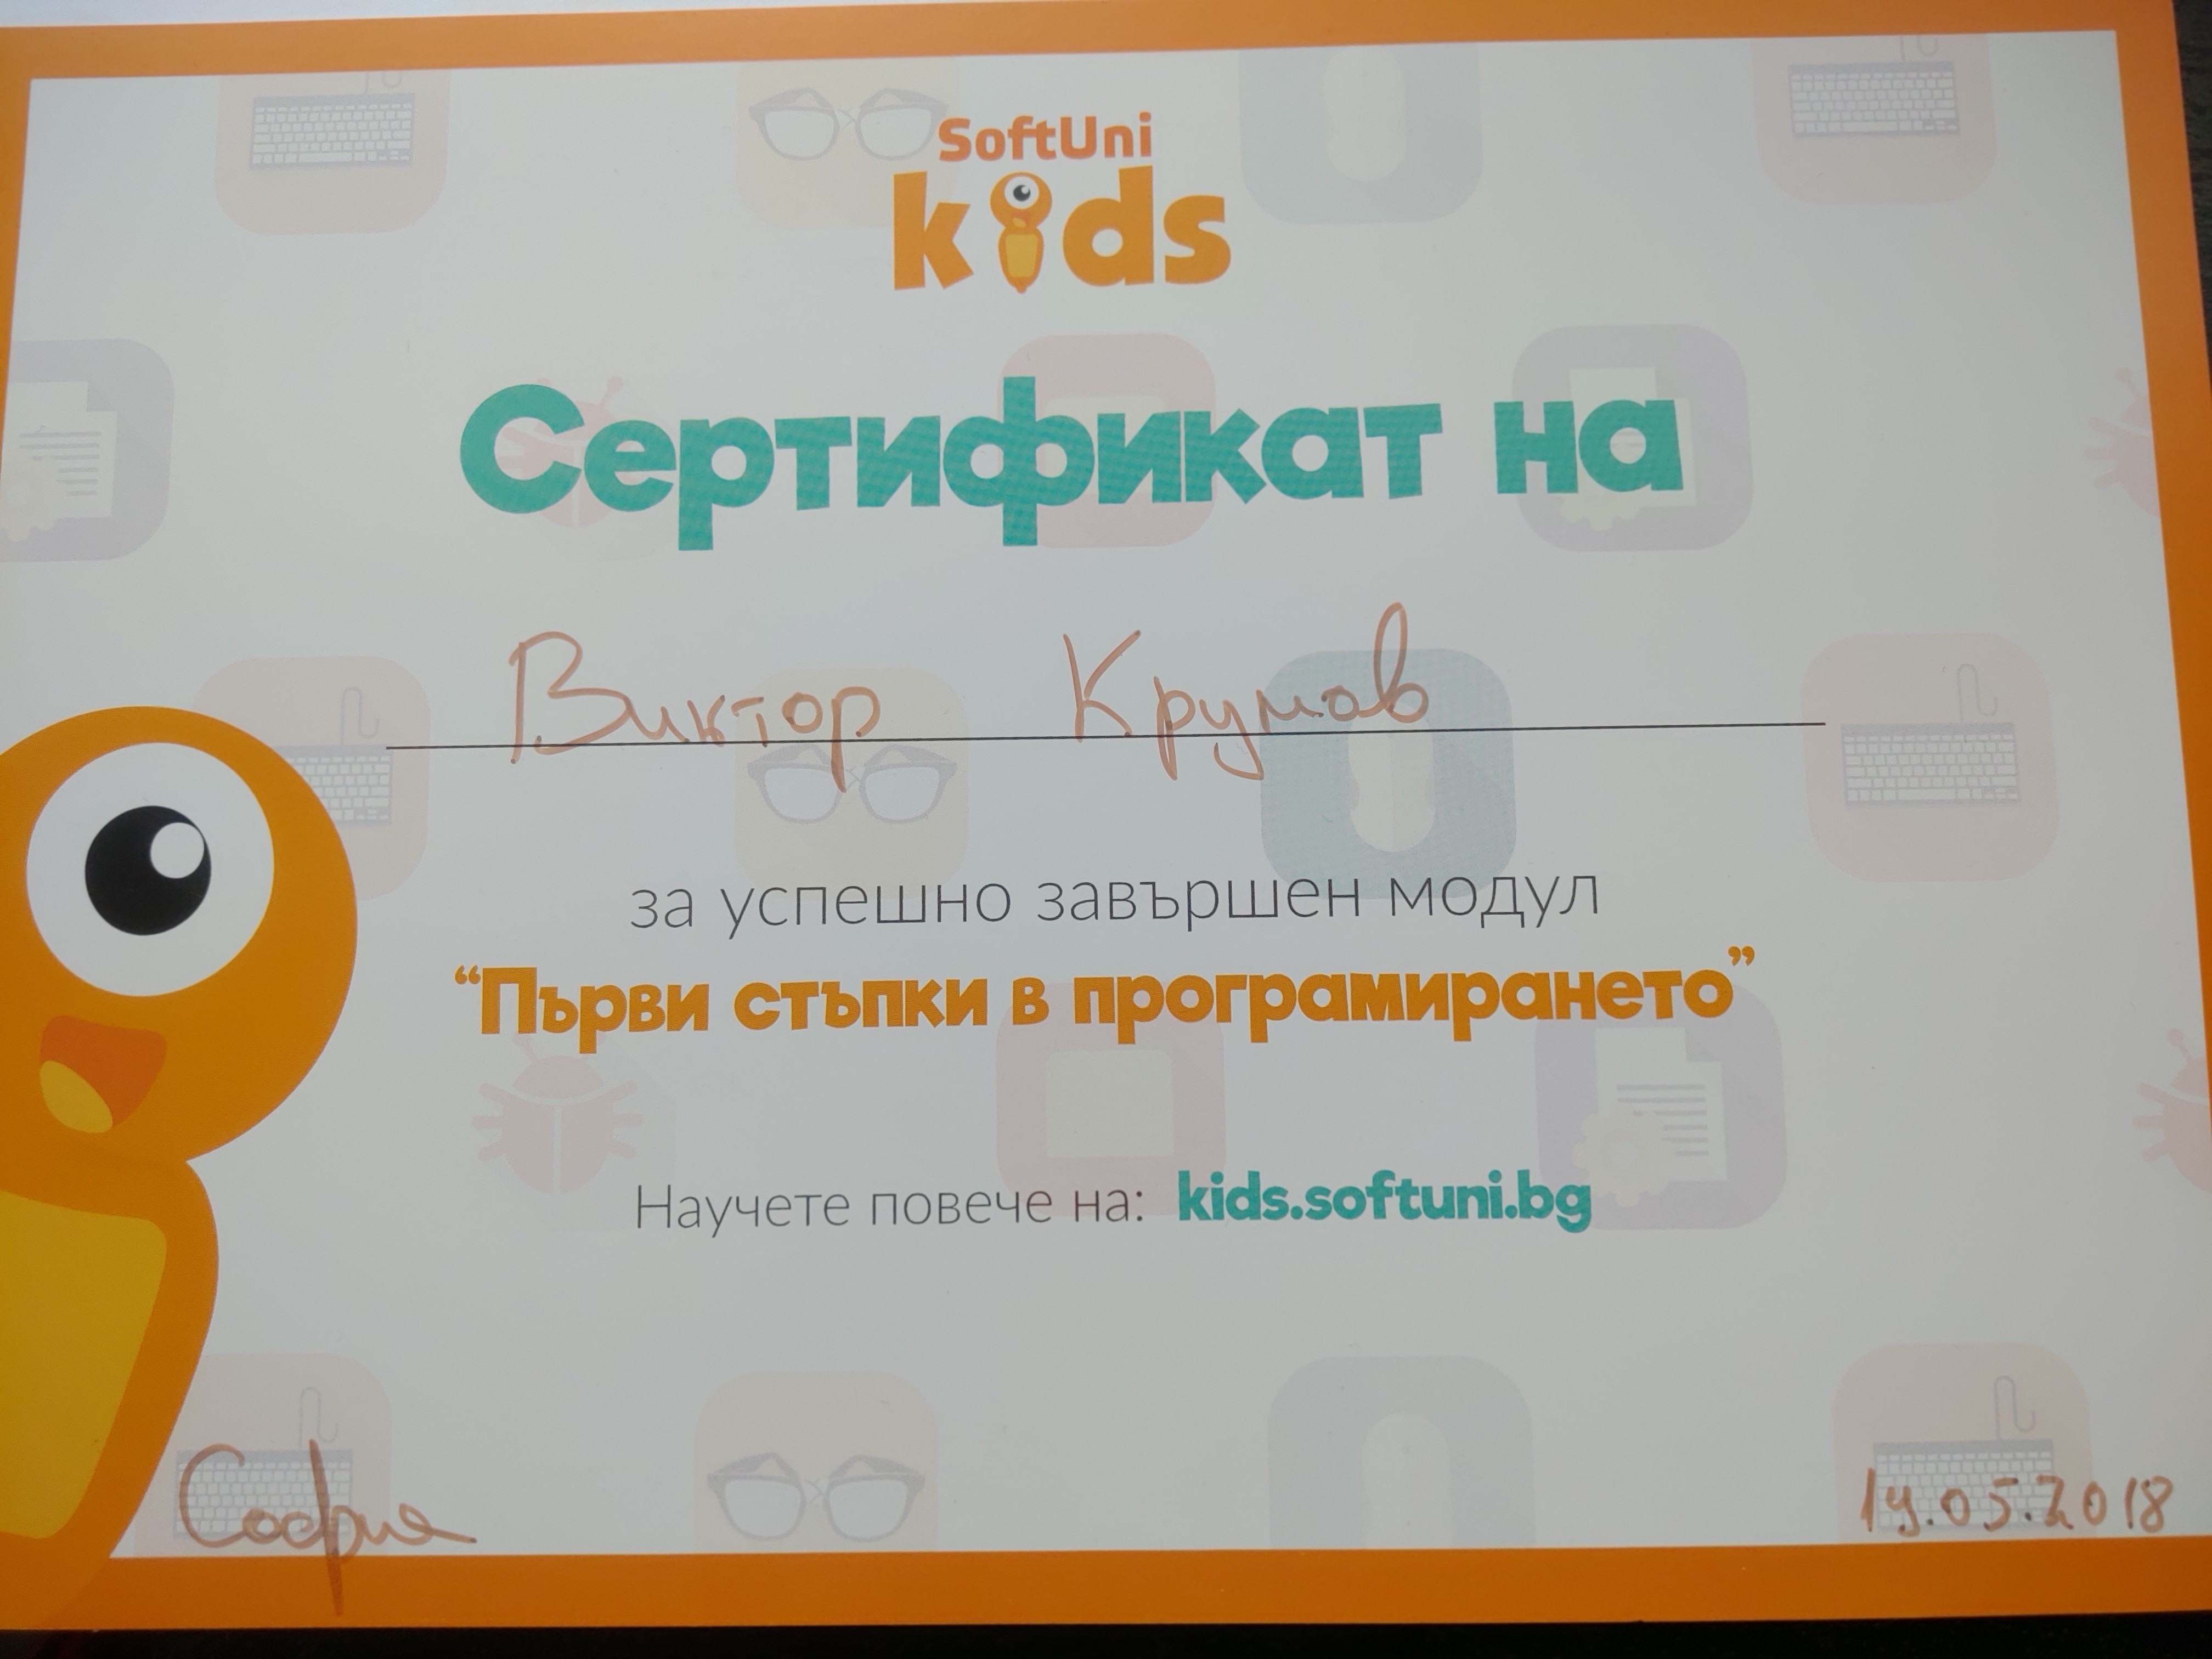 SoftUni
kids
Сертификат на
Виктор Крумов
за успешно завършен модул
“Първи стъпки в програмирането”
Научете повече на: kids.softuni.bg
София
19.05.2018